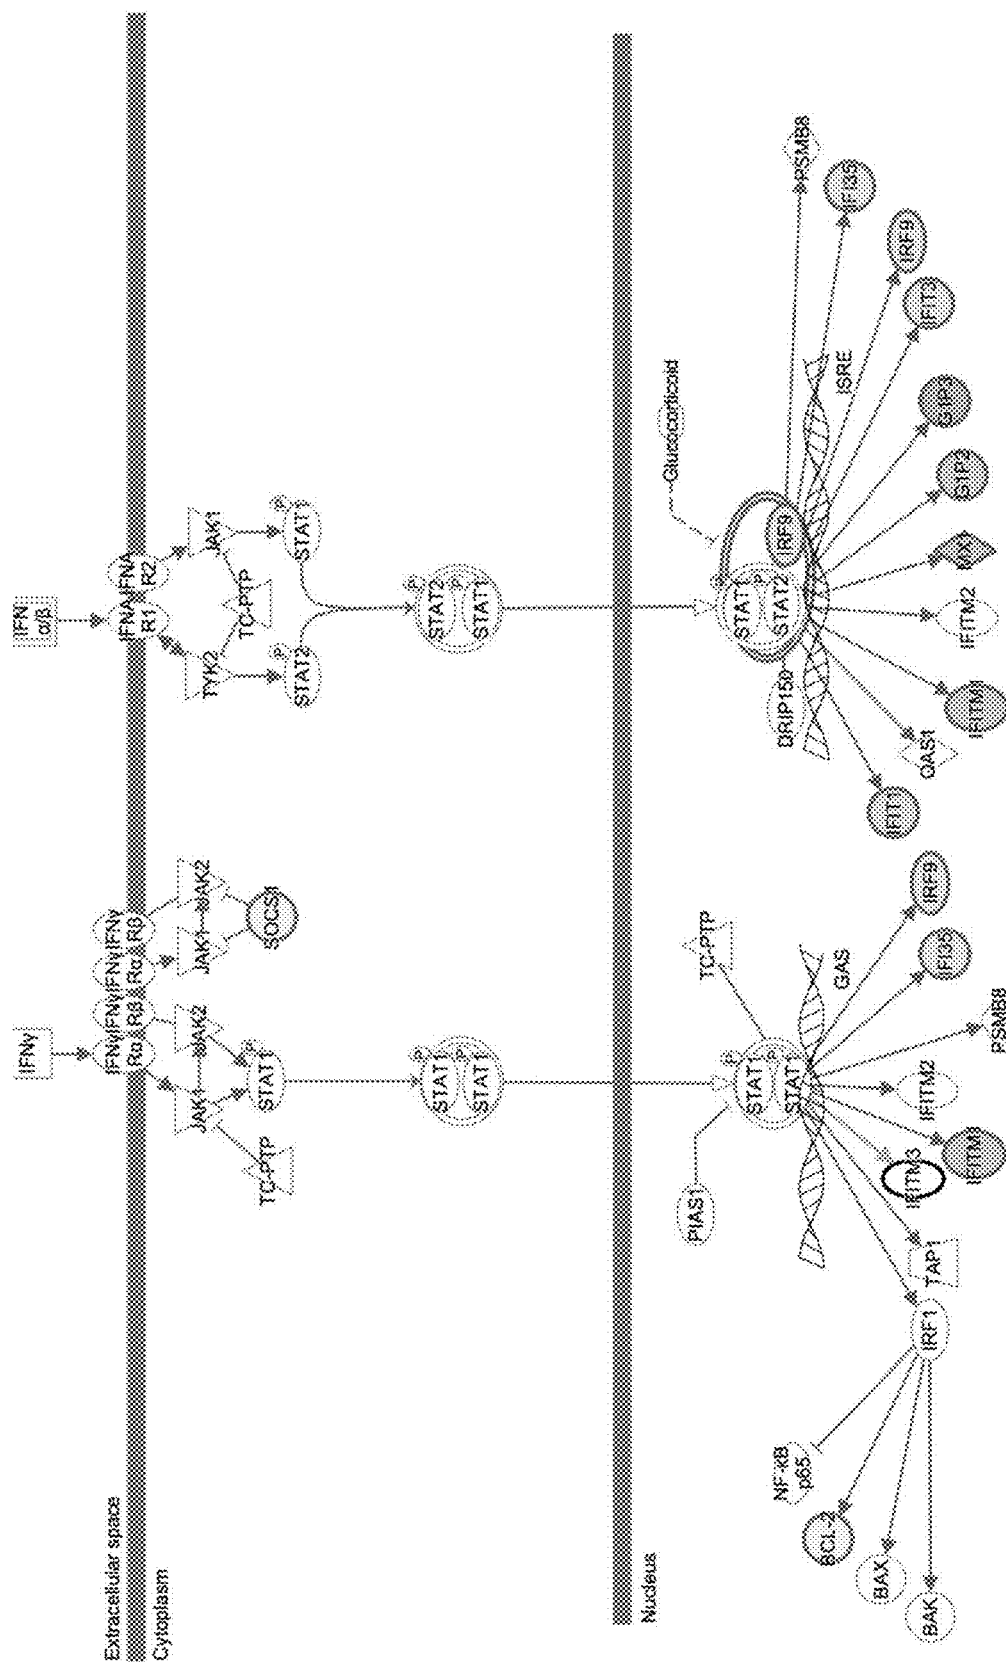 Extracellular space
Cytoplasm
IFNγ
IFN
α/β
IFNγ
Rα
IFNγ
Rβ
IFNγ
Rα
IFNγ
Rβ
IFNA
R1
IFNA
R2
JAK1
JAK2
JAK1
JAK2
TYK2
JAK1
TC-PTP
STAT1
P
SOCS1
TC-PTP
STAT2
P
STAT1
P
STAT1
P
STAT1
P
STAT2
P
STAT1
P
Nucleus
PIAS1
TC-PTP
Glucocorticoid
STAT1
P
STAT1
P
GAS
DRIP150
STAT1
P
STAT2
P
IRF9
ISRE
NF-κB
p65
BCL-2
BAX
BAK
IRF1
TAP1
IFITM3
IFITM2
PSMB8
IFI35
IRF9
IFIT1
OAS1
IFITM1
IFITM2
MX1
G1P2
G1P3
IFIT3
IRF9
IFI35
PSMB8